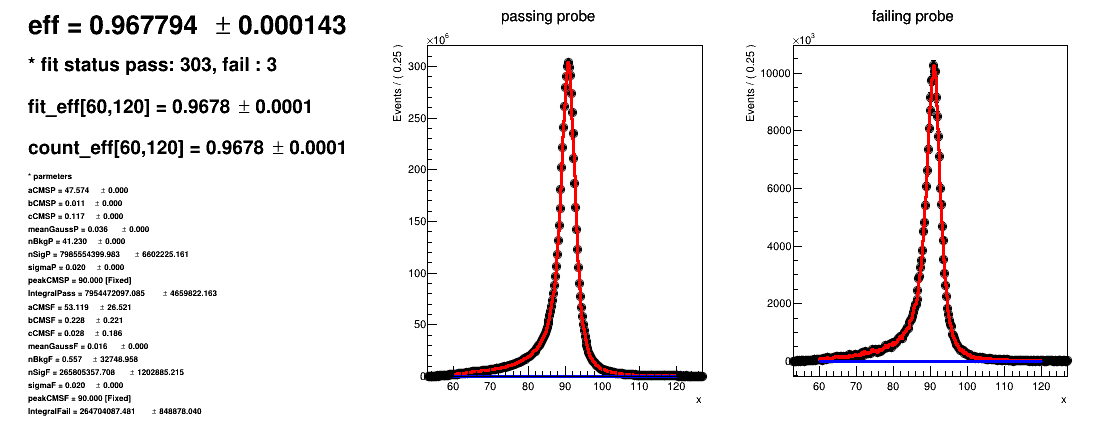 eff = 0.967794 ± 0.000143
* fit status pass: 303, fail : 3
fit_eff[60,120] = 0.9678 ± 0.0001
count_eff[60,120] = 0.9678 ± 0.0001
* parmeters
aCMSP = 47.574 ± 0.000
bCMSP = 0.011 ± 0.000
cCMSP = 0.117 ± 0.000
meanGaussP = 0.036 ± 0.000
nBkgP = 41.230 ± 0.000
nSigP = 7985554399.983 ± 6602225.161
sigmaP = 0.020 ± 0.000
peakCMSP = 90.000 [Fixed]
IntegralPass = 7954472097.085 ± 4659822.163
aCMSF = 53.119 ± 26.521
bCMSF = 0.228 ± 0.221
cCMSF = 0.028 ± 0.186
meanGaussF = 0.016 ± 0.000
nBkgF = 0.557 ± 32748.958
nSigF = 265805357.708 ± 1202885.215
sigmaF = 0.020 ± 0.000
peakCMSF = 90.000 [Fixed]
IntegralFail = 264704087.481 ± 848878.040
passing probe
×10⁶
Events / ( 0.25 )
300
250
200
150
100
50
0
60 70 80 90 100 110 120
x
failing probe
×10³
Events / ( 0.25 )
10000
8000
6000
4000
2000
0
60 70 80 90 100 110 120
x